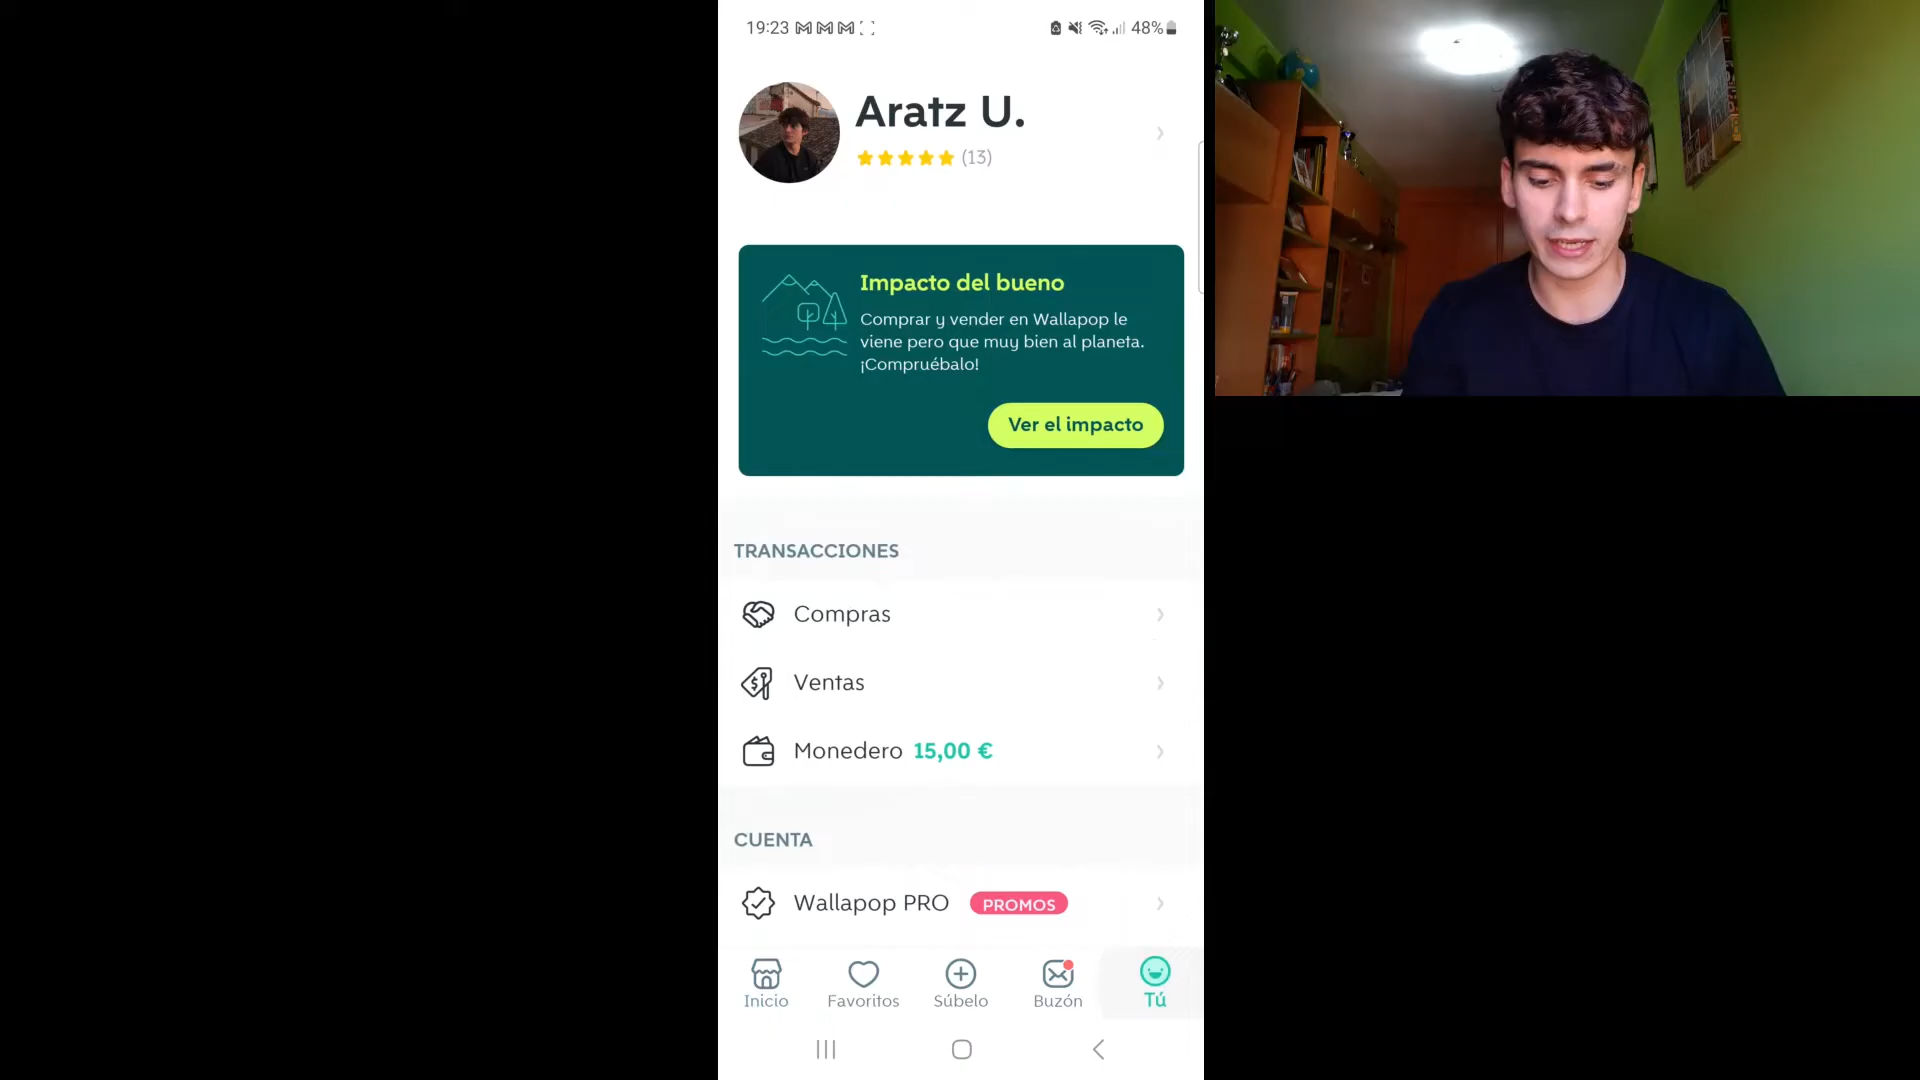 19:23
48%
Aratz U.
(13)
Impacto del bueno
Comprar y vender en Wallapop le
viene pero que muy bien al planeta.
¡Compruébalo!
Ver el impacto
TRANSACCIONES
Compras
Ventas
Monedero 15,00 €
CUENTA
Wallapop PRO PROMOS
Inicio
Favoritos
Súbelo
Buzón
Tú